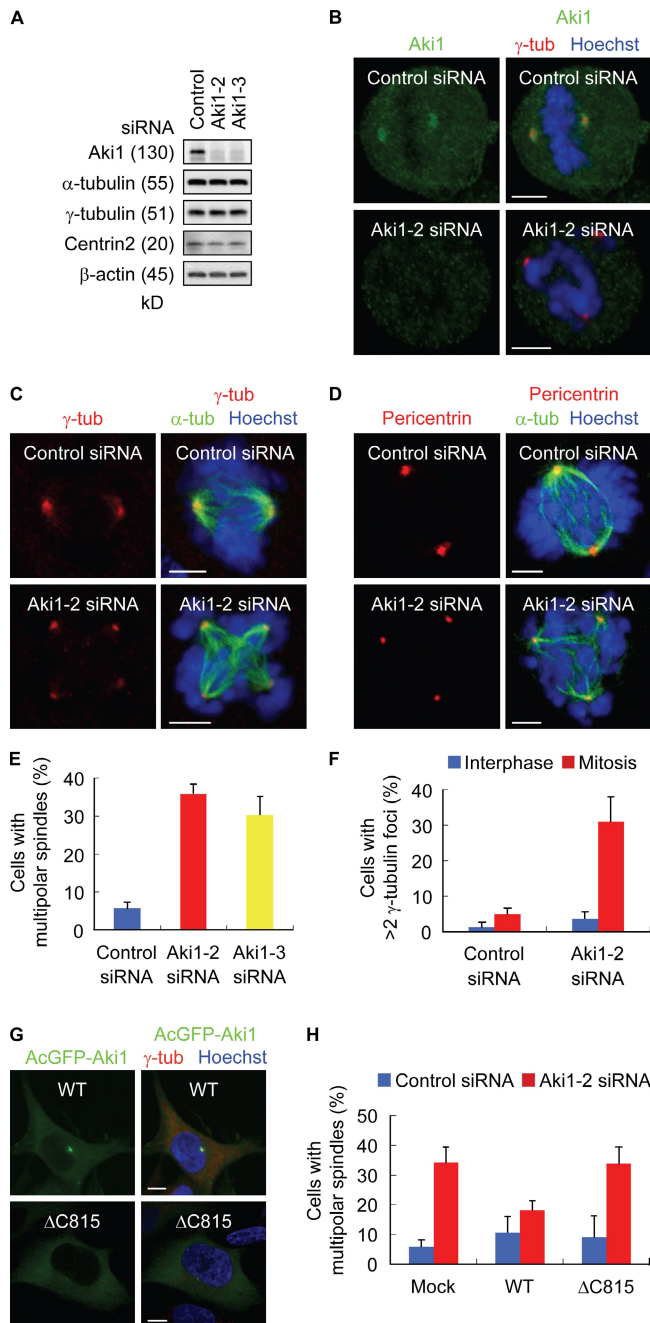 A
siRNA
Control
Aki1-2
Aki1-3
Aki1 (130)
α-tubulin (55)
γ-tubulin (51)
Centrin2 (20)
β-actin (45)
kD
B
Aki1
Aki1
γ-tub Hoechst
Control siRNA
Control siRNA
Aki1-2 siRNA
Aki1-2 siRNA
C
γ-tub
γ-tub
α-tub Hoechst
Control siRNA
Control siRNA
Aki1-2 siRNA
Aki1-2 siRNA
D
Pericentrin
Pericentrin
α-tub Hoechst
Control siRNA
Control siRNA
Aki1-2 siRNA
Aki1-2 siRNA
E
Cells with
multipolar spindles (%)
40
30
20
10
0
Control
siRNA
Aki1-2
siRNA
Aki1-3
siRNA
F
Interphase Mitosis
Cells with
>2 γ-tubulin foci (%)
40
30
20
10
0
Control
siRNA
Aki1-2
siRNA
G
AcGFP-Aki1
AcGFP-Aki1
γ-tub Hoechst
WT
WT
ΔC815
ΔC815
H
Control siRNA Aki1-2 siRNA
Cells with
multipolar spindles (%)
50
40
30
20
10
0
Mock
WT
ΔC815